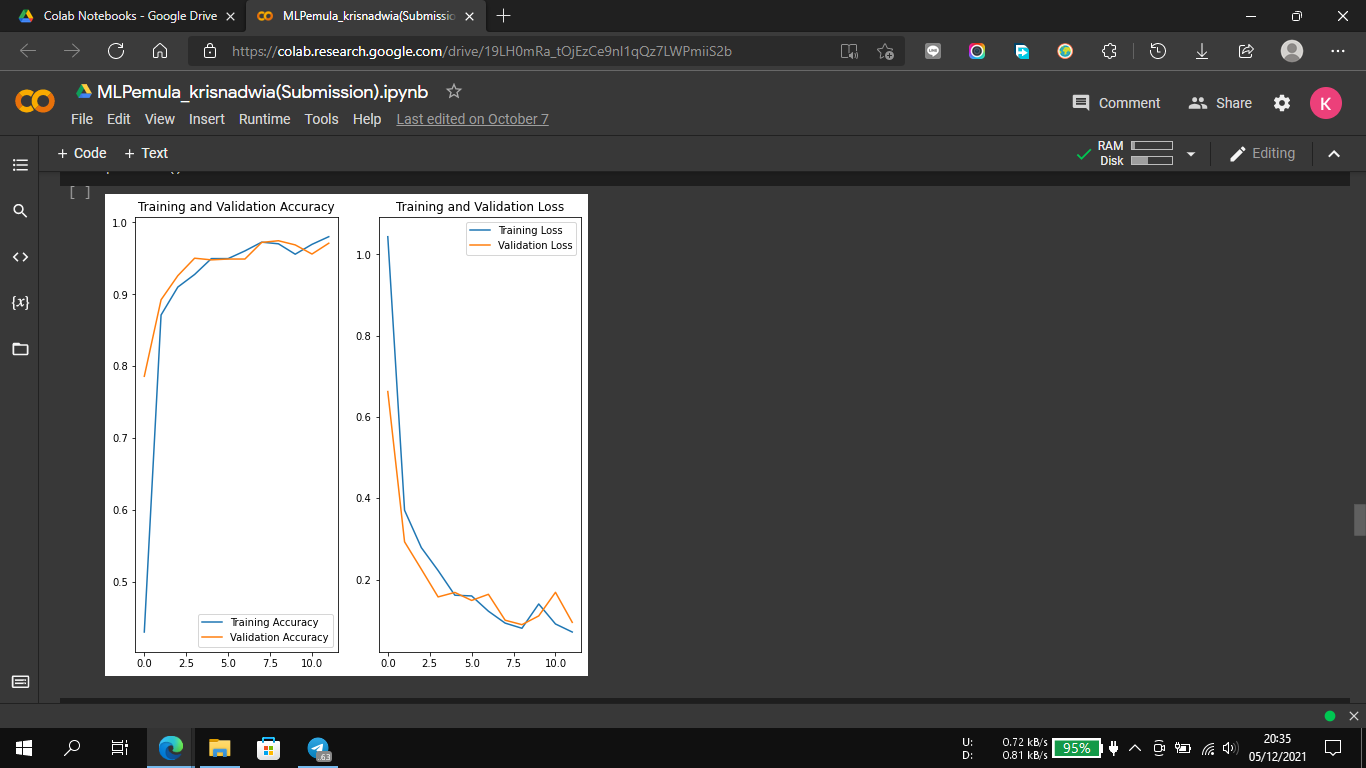 Colab Notebooks - Google Drive
MLPemula_krisnadwia(Submissio
https://colab.research.google.com/drive/19LH0mRa_tOjEzCe9nI1qQz7LWPmiiS2b
MLPemula_krisnadwia(Submission).ipynb
Comment
Share
K
File Edit View Insert Runtime Tools Help Last edited on October 7
+ Code + Text
RAM
Disk
Editing
[ ]
Training and Validation Accuracy
1.0
0.9
0.8
0.7
0.6
0.5
Training Accuracy
Validation Accuracy
0.0 2.5 5.0 7.5 10.0
Training and Validation Loss
Training Loss
Validation Loss
1.0
0.8
0.6
0.4
0.2
0.0 2.5 5.0 7.5 10.0
{x}
63
U: 0.72 kB/s
D: 0.81 kB/s
95%
20:35
05/12/2021